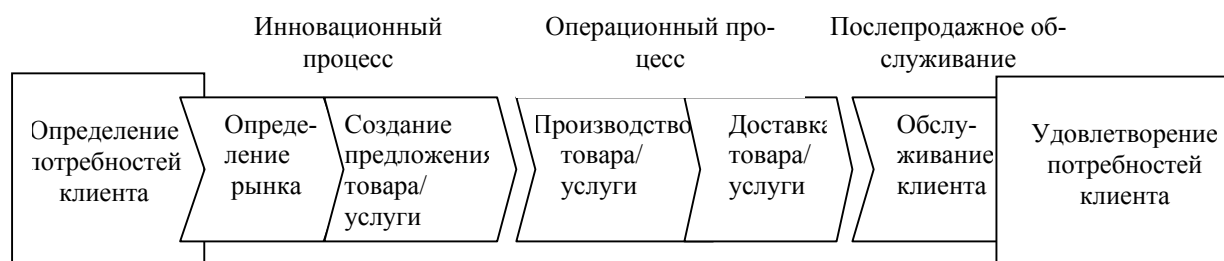 Инновационный
процесс
Операционный про-
цесс
Послепродажное об-
служивание
Определение
потребностей
клиента
Опреде-
ление
рынка
Создание
предложения
товара/
услуги
Производство
товара/
услуги
Доставка
товара/
услуги
Обслу-
живание
клиента
Удовлетворение
потребностей
клиента